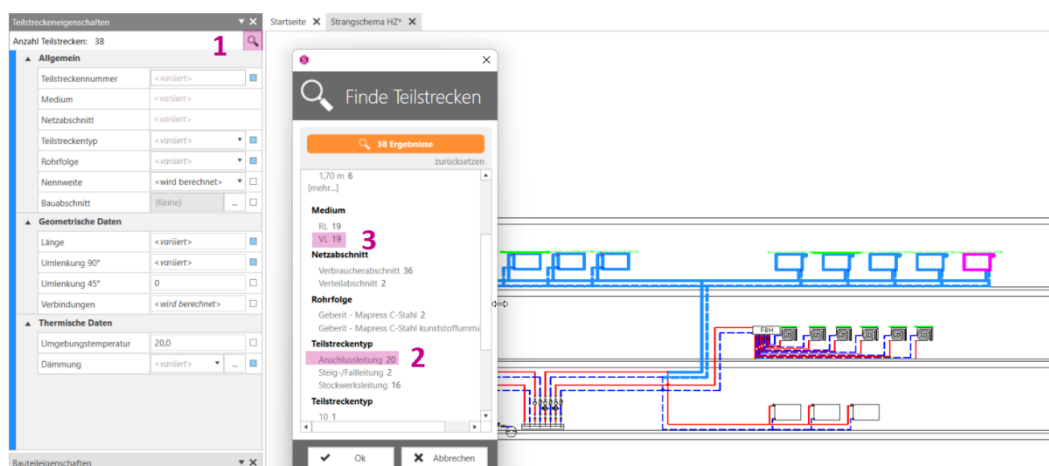 Teilstreckeneigenschaften
Anzahl Teilstrecken: 38
1
Allgemein
Teilstreckennummer <variiert>
Medium <variiert>
Netzabschnitt <variiert>
Teilstreckentyp <variiert>
Rohrfolge <variiert>
Nennweite <wird berechnet>
Bauabschnitt (Keine) ...
Geometrische Daten
Länge <variiert>
Umlenkung 90° <variiert>
Umlenkung 45° 0
Verbindungen <wird berechnet>
Thermische Daten
Umgebungstemperatur 20,0
Dämmung <variiert> ...
Bauteileigenschaften
Startseite X Strangschema HZ* X
S
Finde Teilstrecken
38 Ergebnisse
zurücksetzen
1,70 m 6
[mehr...]
Medium
RL 19
VL 19
3
Netzabschnitt
Verbraucherabschnitt 36
Verteilabschnitt 2
Rohrfolge
Geberit - Mapress C-Stahl 2
Geberit - Mapress C-Stahl kunststoffumma
Teilstreckentyp
Anschlussleitung 20
2
Steig-/Fallleitung 2
Stockwerksleitung 16
Teilstreckentyp
10 1
Ok
Abbrechen
FBH